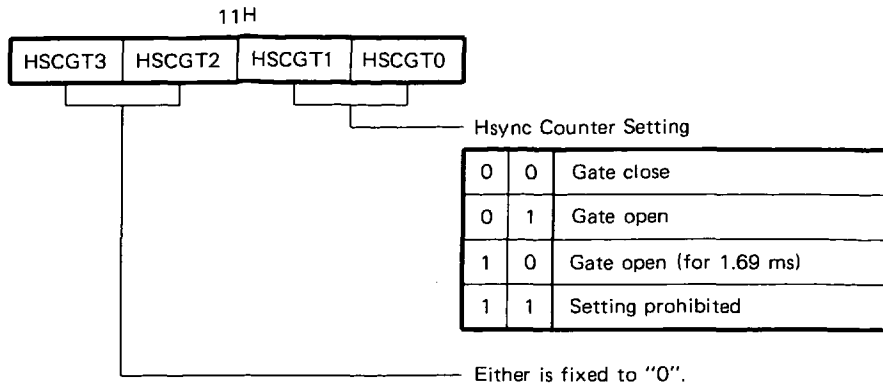 11H
HSCGT3 HSCGT2 HSCGT1 HSCGT0
Hsync Counter Setting
0 0 Gate close
0 1 Gate open
1 0 Gate open (for 1.69 ms)
1 1 Setting prohibited
Either is fixed to "0".